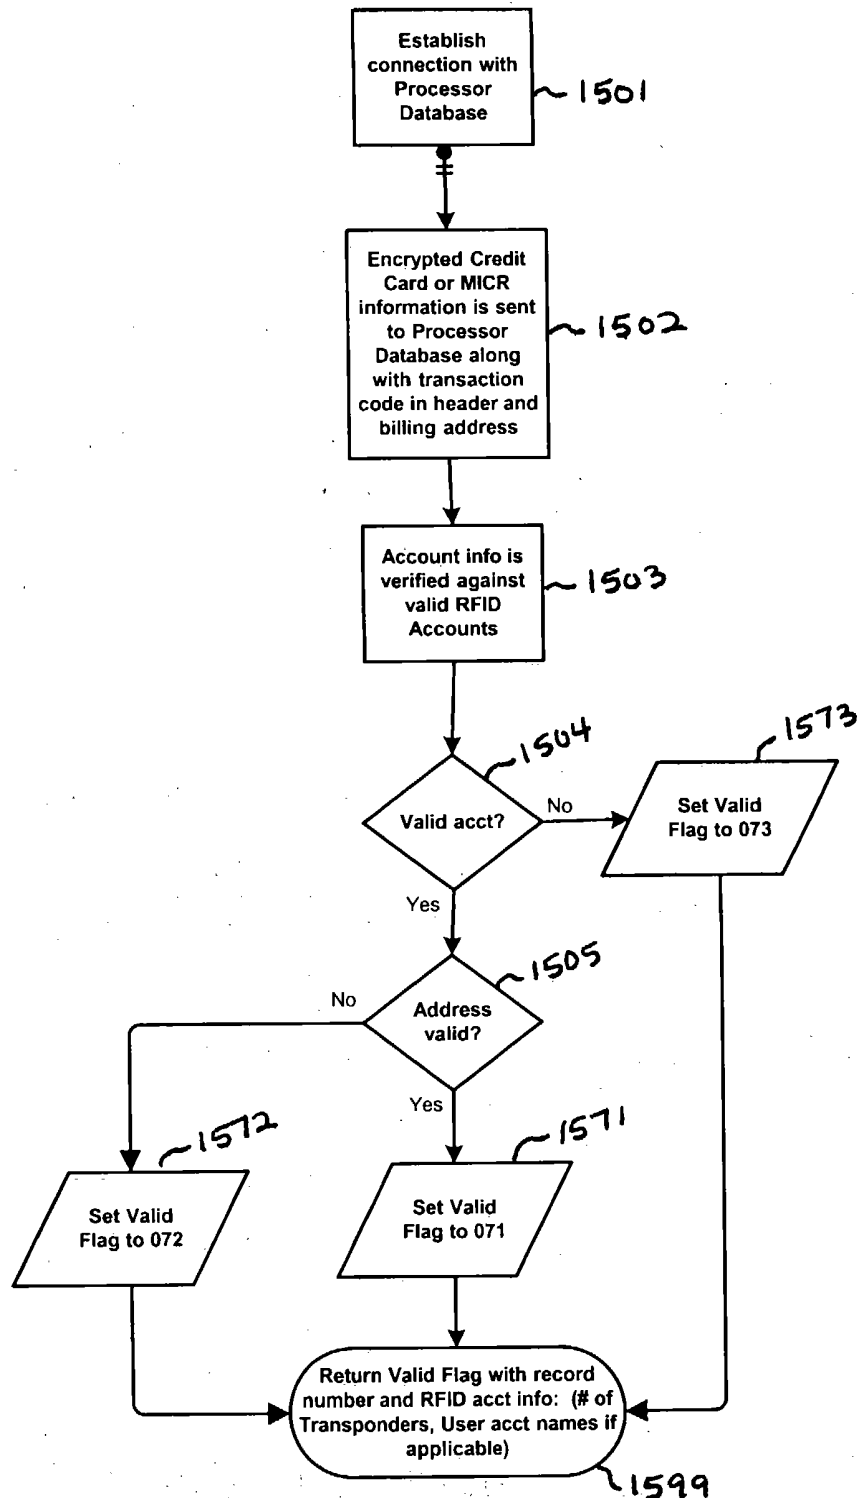 Establish
connection with
Processor
Database
1501
Encrypted Credit
Card or MICR
information is sent
to Processor
Database along
with transaction
code in header and
billing address
1502
Account info is
verified against
valid RFID
Accounts
1503
1504
Valid acct?
No
1573
Set Valid
Flag to 073
Yes
1505
Address
valid?
No
Yes
1572
Set Valid
Flag to 072
1571
Set Valid
Flag to 071
Return Valid Flag with record
number and RFID acct info: (# of
Transponders, User acct names if
applicable)
1599